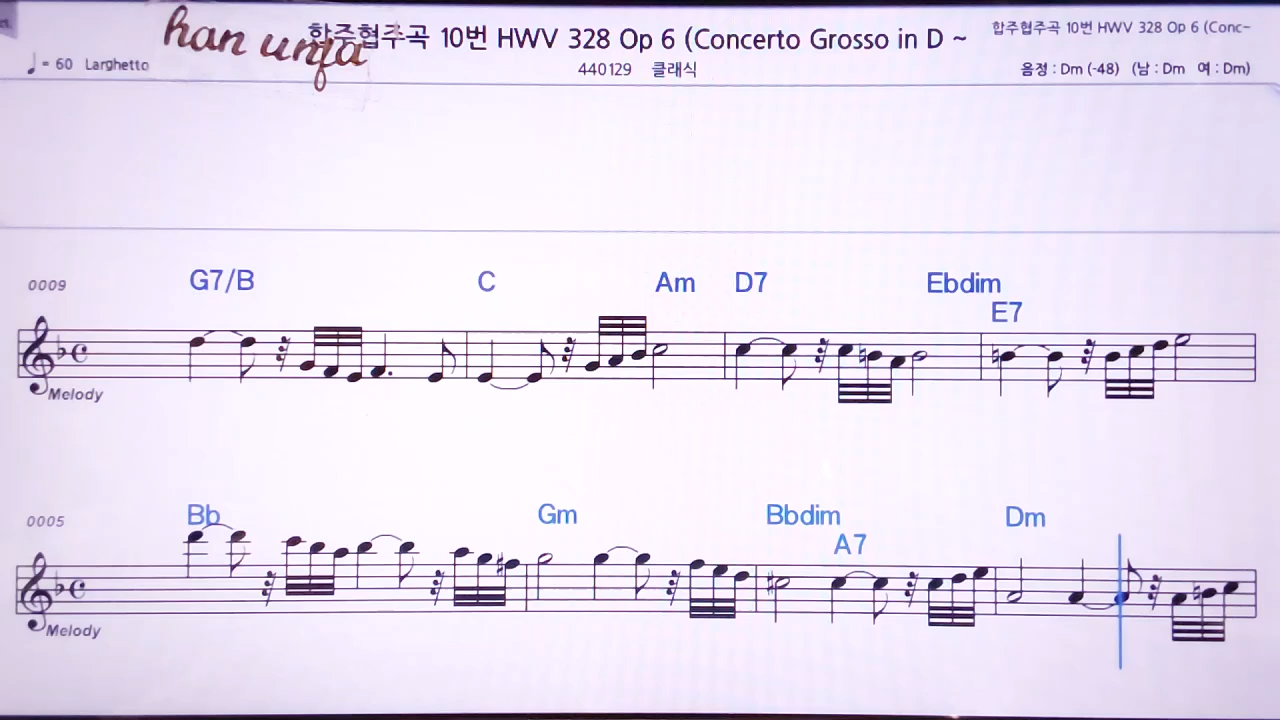 han unfa
합주협주곡 10번 HWV 328 Op 6 (Concerto Grosso in D ~
합주협주곡 10번 HWV 328 Op 6 (Conc~
♩ = 60 Larghetto
440129 클래식
음정 : Dm (-48) (남 : Dm 여 : Dm)
0009
G7/B C Am D7 Ebdim
E7
Melody
0005
Bb Gm Bbdim Dm
A7
Melody